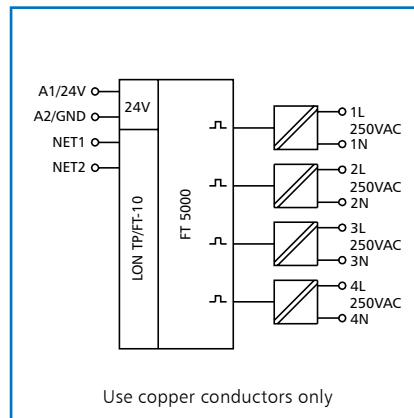 A1/24V
A2/GND
NET1
NET2
24V
LON TP/FT-10
FT 5000
1L
250VAC
1N
2L
250VAC
2N
3L
250VAC
3N
4L
250VAC
4N
Use copper conductors only